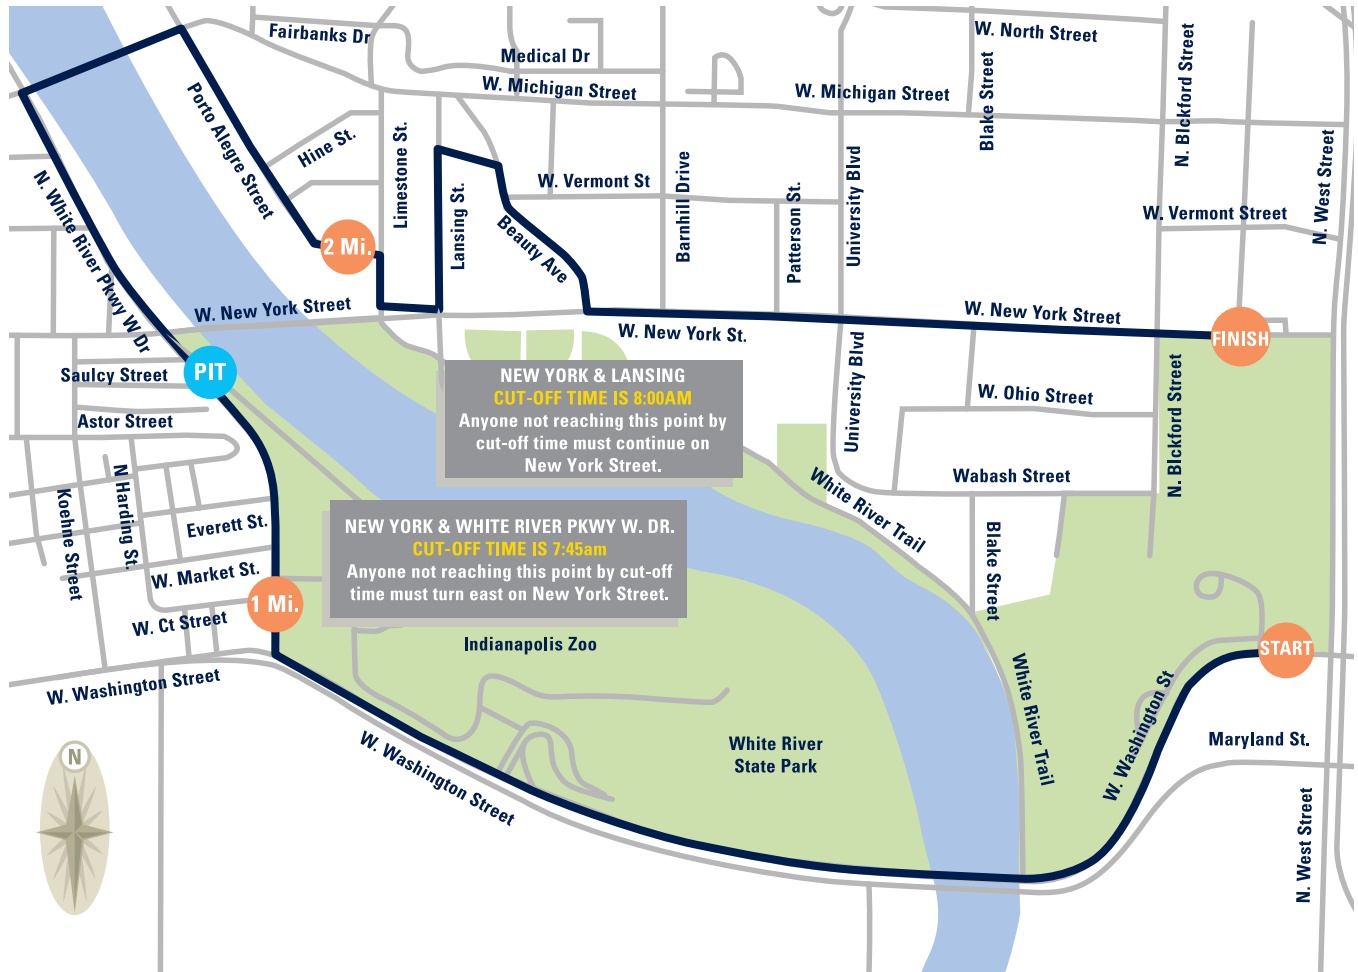 Fairbanks Dr
Medical Dr
W. North Street
W. Michigan Street
W. Michigan Street
Blake Street
N. Blckford Street
Porto Alegre Street
Hine St.
Limestone St.
Lansing St.
W. Vermont St
Barnhill Drive
Patterson St.
University Blvd
W. Vermont Street
N. West Street
N. White River Pkwy W Dr
2 Mi.
Beauty Ave
W. New York Street
W. New York St.
W. New York Street
FINISH
PIT
Saulcy Street
Astor Street
NEW YORK & LANSING
CUT-OFF TIME IS 8:00AM
Anyone not reaching this point by
cut-off time must continue on
New York Street.
University Blvd
W. Ohio Street
N. Blckford Street
Wabash Street
White River Trail
N Harding St.
Koehne Street
Everett St.
W. Market St.
W. Ct Street
1 Mi.
NEW YORK & WHITE RIVER PKWY W. DR.
CUT-OFF TIME IS 7:45am
Anyone not reaching this point by cut-off
time must turn east on New York Street.
Blake Street
Indianapolis Zoo
START
W. Washington Street
W. Washington Street
White River
State Park
White River Trail
W. Washington St
Maryland St.
N. West Street
N